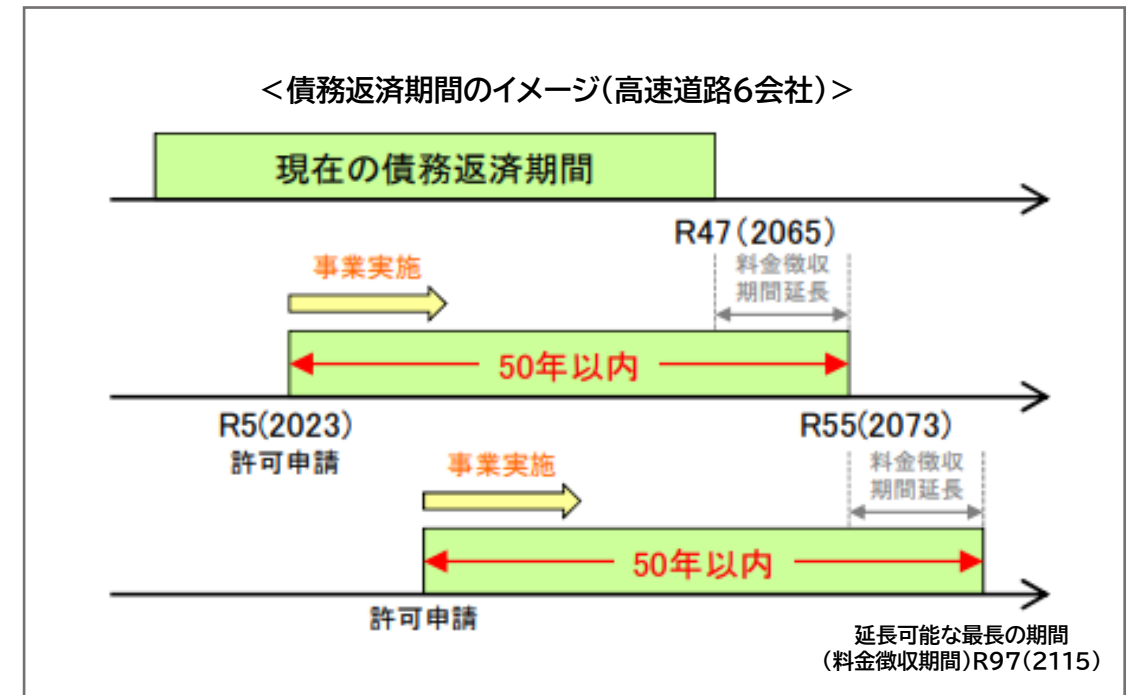 ＜債務返済期間のイメージ(高速道路6会社)＞
現在の債務返済期間
R47(2065)
事業実施
料金徴収
期間延長
50年以内
R5(2023)
許可申請
R55(2073)
事業実施
料金徴収
期間延長
50年以内
許可申請
延長可能な最長の期間
(料金徴収期間)R97(2115)